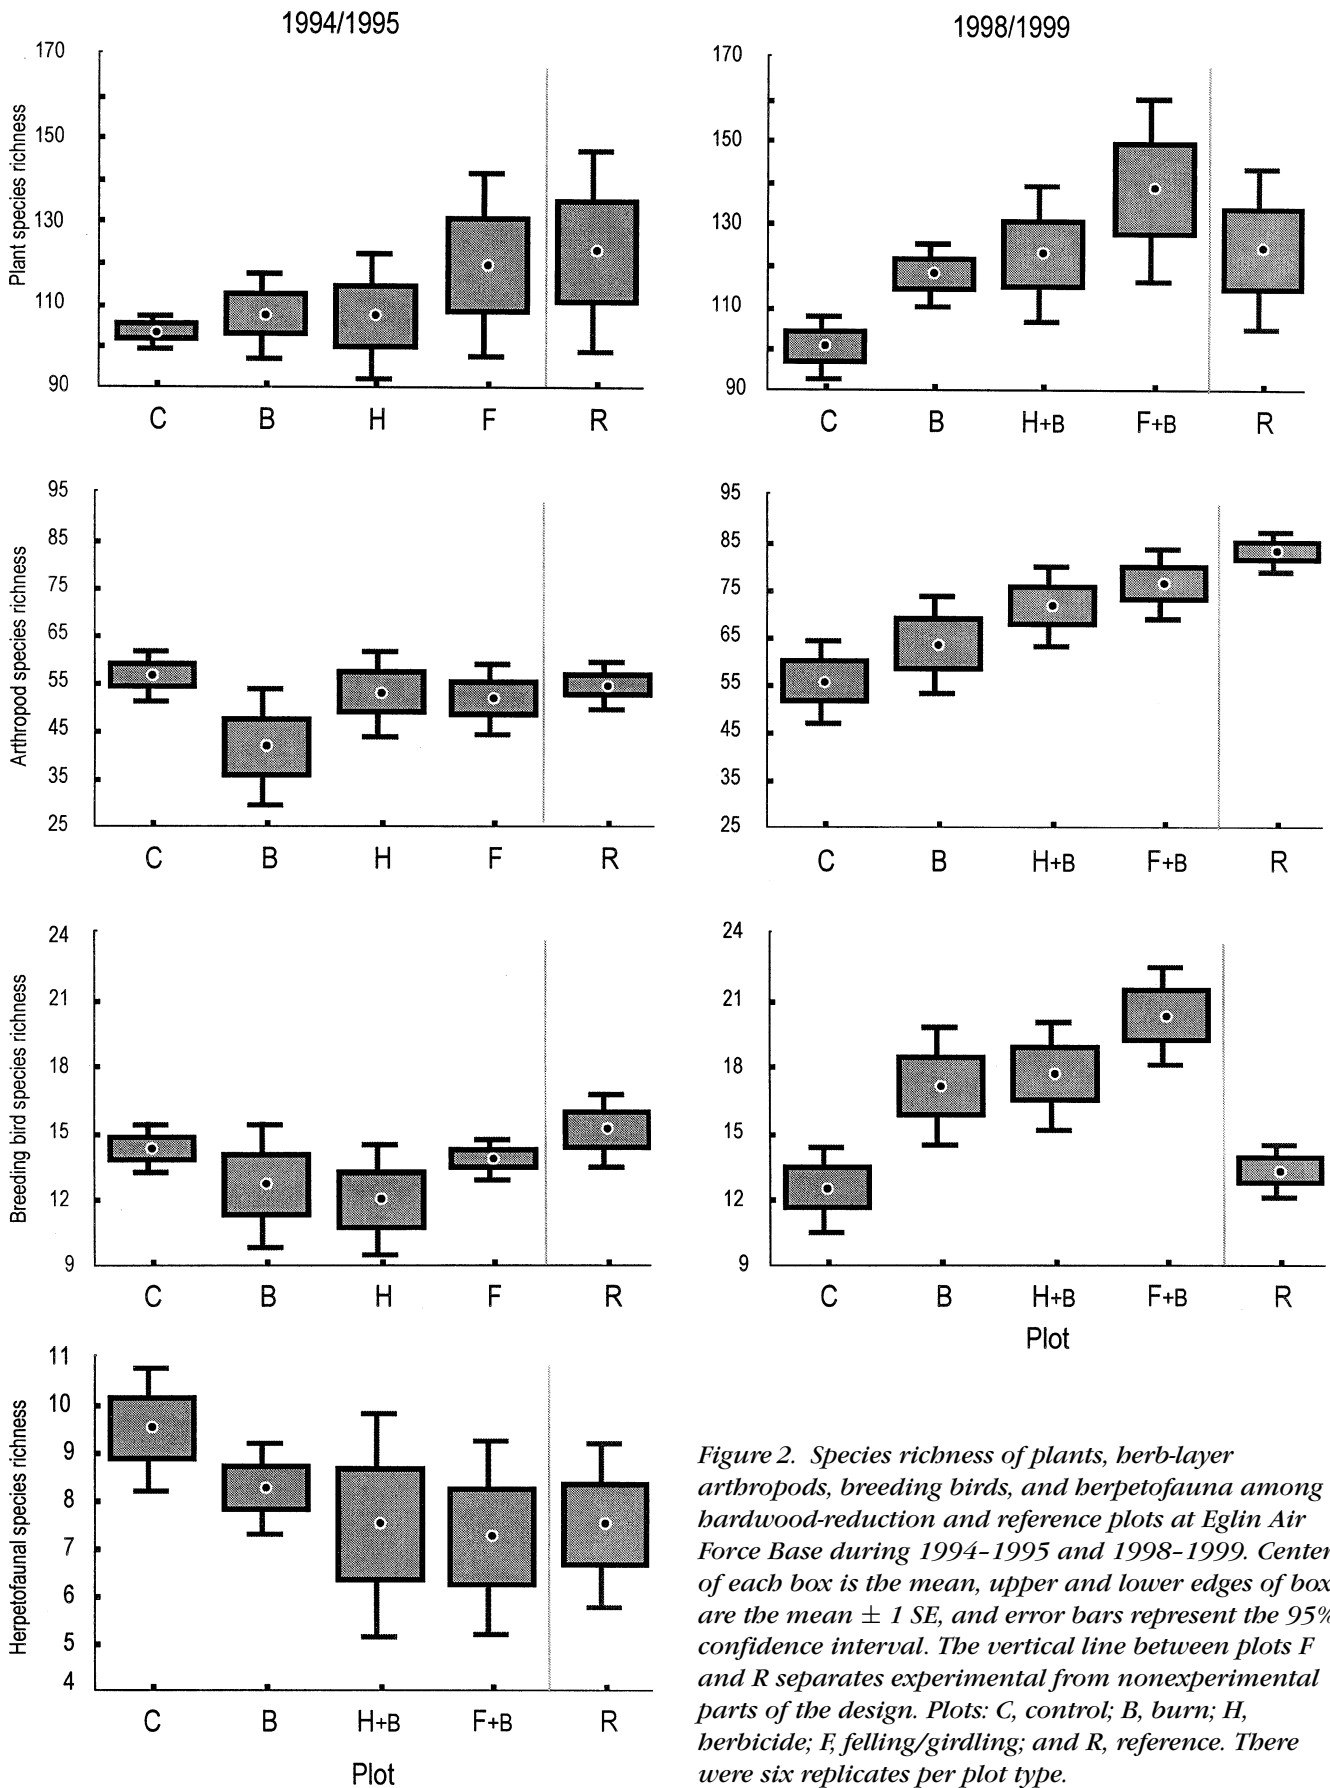 1994/1995
1998/1999
Plant species richness
170
150
130
110
90
C B H F R
170
150
130
110
90
C B H+B F+B R
Arthropod species richness
95
85
75
65
55
45
35
25
C B H F R
95
85
75
65
55
45
35
25
C B H+B F+B R
Breeding bird species richness
24
21
18
15
12
9
C B H F R
24
21
18
15
12
9
C B H+B F+B R
Plot
Herpetofaunal species richness
11
10
9
8
7
6
5
4
C B H+B F+B R
Plot
Figure 2. Species richness of plants, herb-layer
arthropods, breeding birds, and herpetofauna among
hardwood-reduction and reference plots at Eglin Air
Force Base during 1994–1995 and 1998–1999. Center
of each box is the mean, upper and lower edges of box
are the mean ± 1 SE, and error bars represent the 95%
confidence interval. The vertical line between plots F
and R separates experimental from nonexperimental
parts of the design. Plots: C, control; B, burn; H,
herbicide; F, felling/girdling; and R, reference. There
were six replicates per plot type.